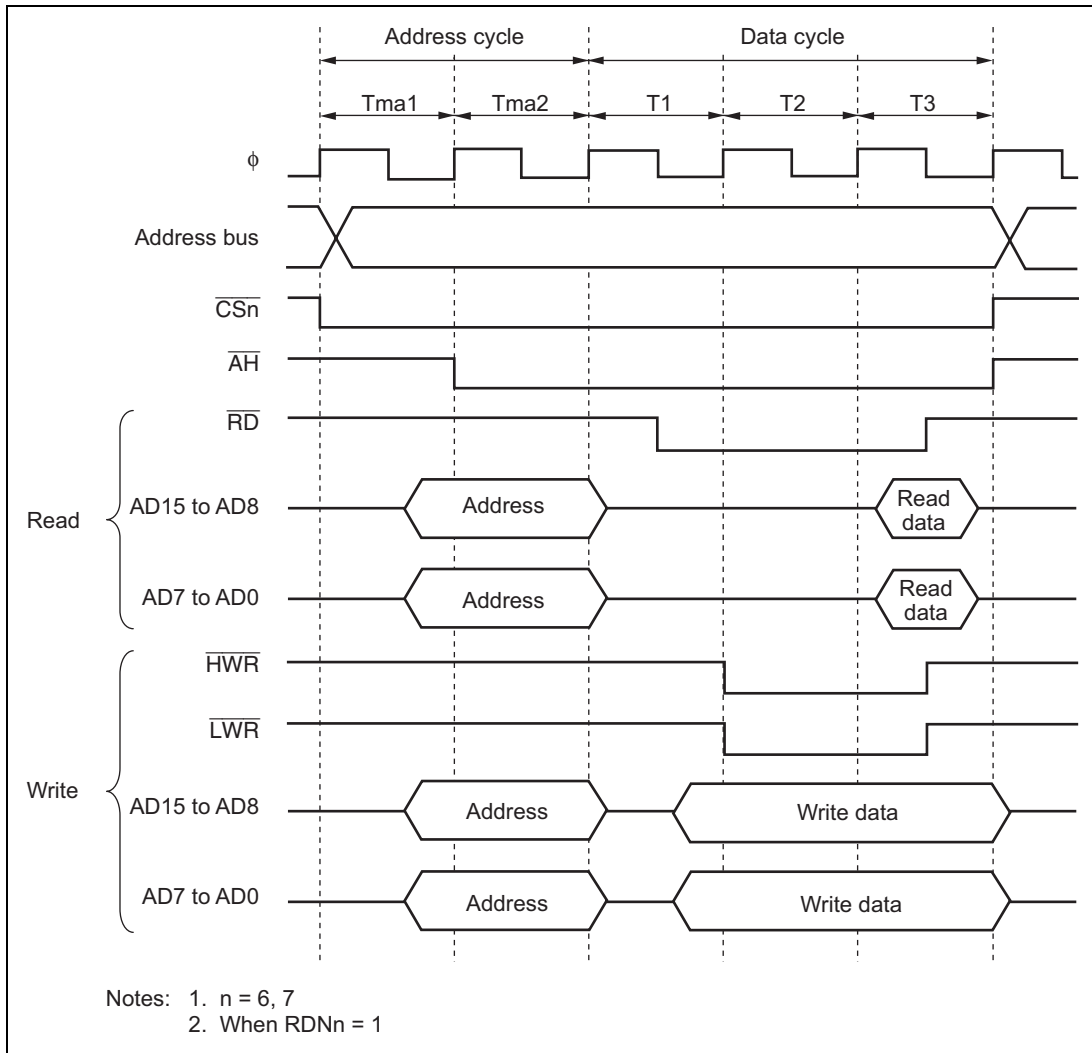 Address cycle Data cycle
Tma1 Tma2 T1 T2 T3
ϕ
Address bus
CSn
AH
RD
Read
AD15 to AD8 Address Read
data
AD7 to AD0 Address Read
data
HWR
LWR
Write
AD15 to AD8 Address Write data
AD7 to AD0 Address Write data
Notes: 1. n = 6, 7
2. When RDNn = 1